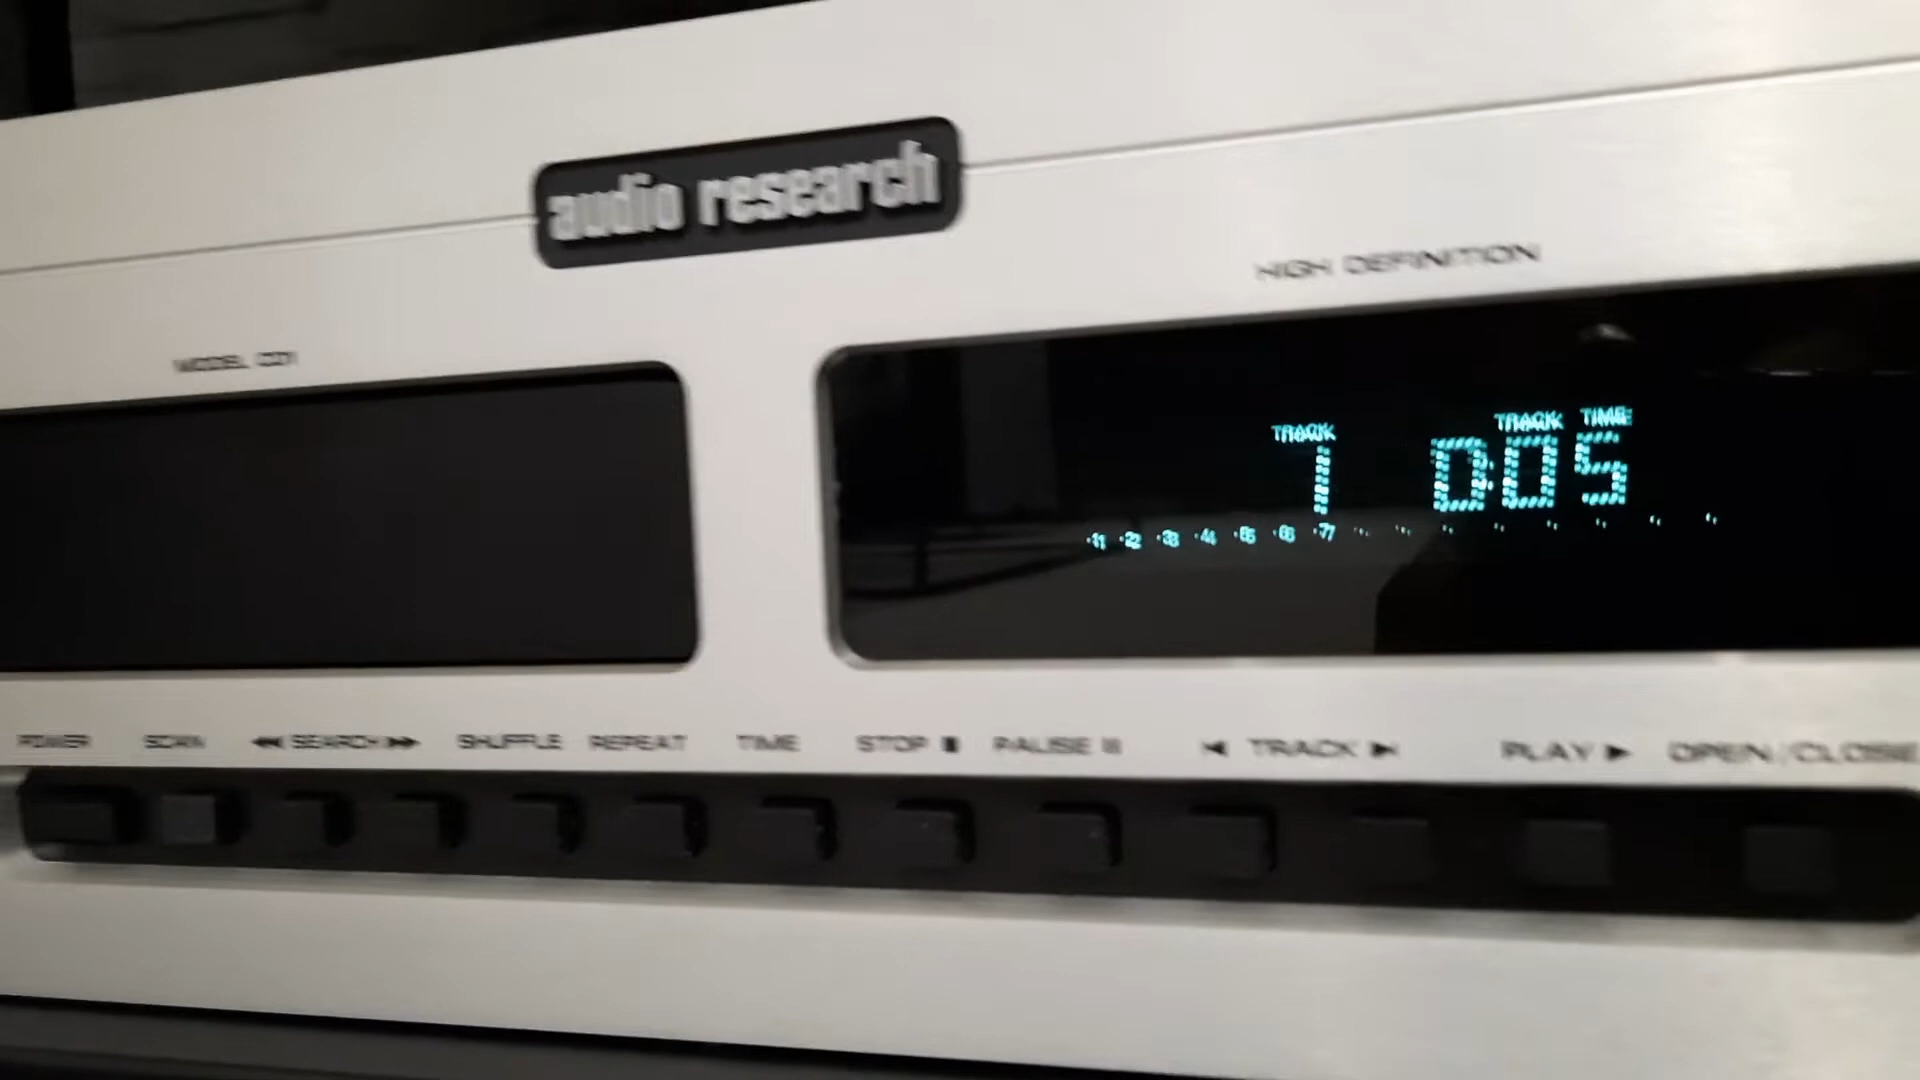 audio research
HIGH DEFINITION
MODEL CD1
TRACK TRACK TIME
7 0:05
1 2 3 4 5 6 7
POWER SCAN ◀◀ SEARCH ▶▶ SHUFFLE REPEAT TIME STOP ■ PAUSE II ◀ TRACK ▶ PLAY ▶ OPEN/CLOSE